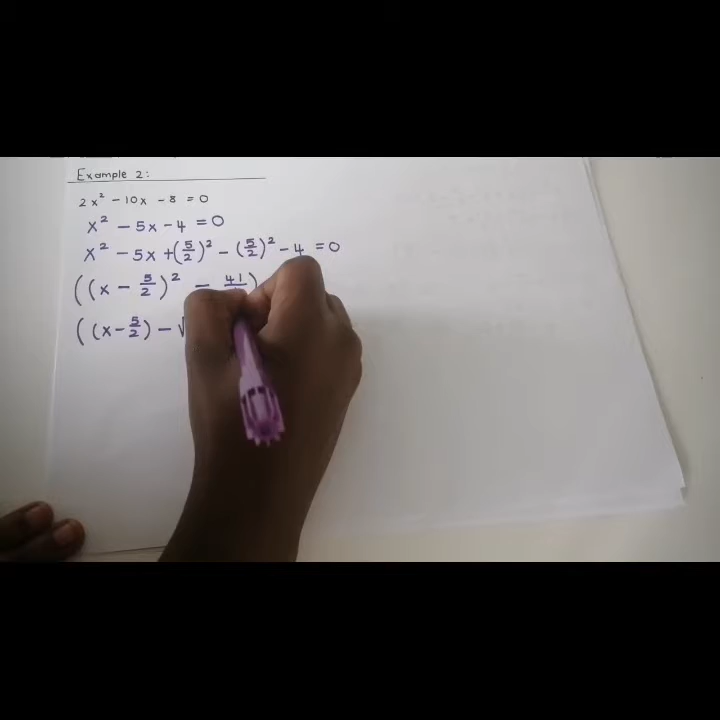 Example 2:
2x² - 10x - 8 = 0
x² - 5x - 4 = 0
x² - 5x + (5/2)² - (5/2)² - 4 = 0
((x - 5/2)² - 41
((x - 5/2) - √